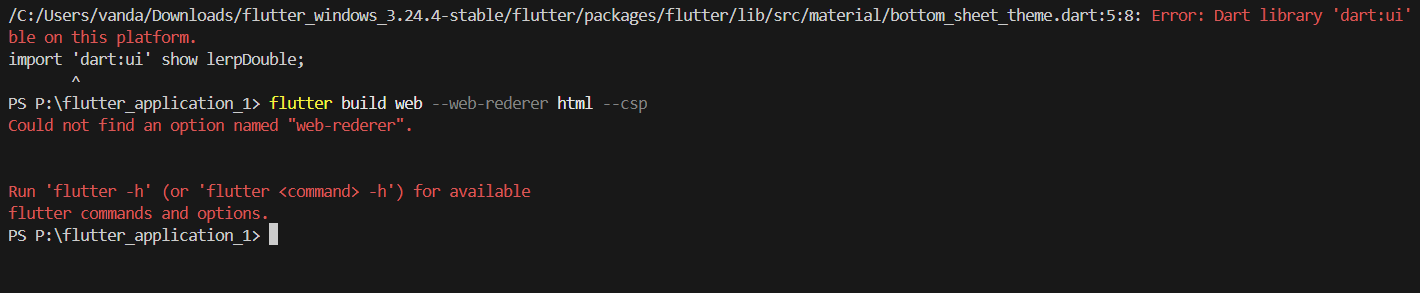 /C:/Users/vanda/Downloads/flutter_windows_3.24.4-stable/flutter/packages/flutter/lib/src/material/bottom_sheet_theme.dart:5:8: Error: Dart library 'dart:ui'
ble on this platform.
import 'dart:ui' show lerpDouble;
^
PS P:\flutter_application_1> flutter build web --web-rederer html --csp
Could not find an option named "web-rederer".
Run 'flutter -h' (or 'flutter <command> -h') for available
flutter commands and options.
PS P:\flutter_application_1>